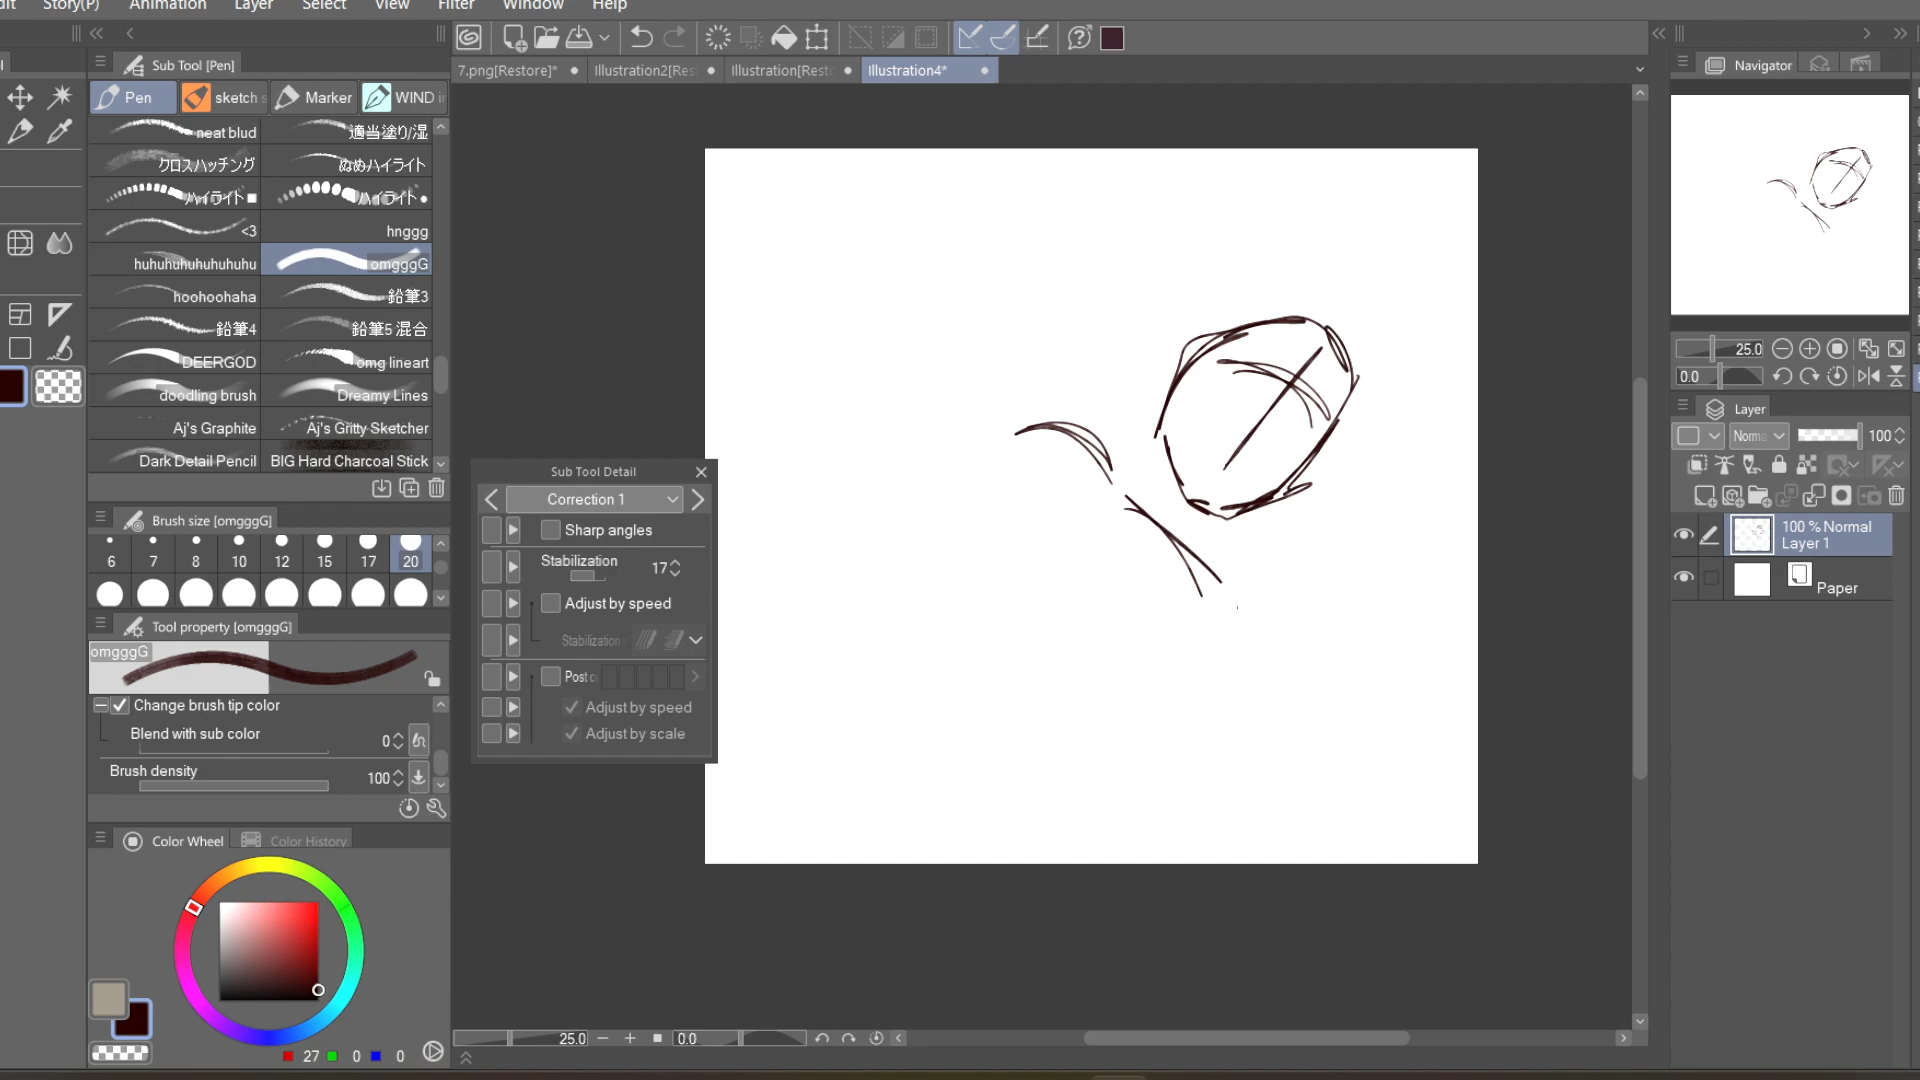 Story(P) Animation Layer Select View Filter Window Help
Sub Tool [Pen]
Pen sketch s Marker WIND in
neat blud 適当塗り/湿
クロスハッチング ぬめハイライト
ハイライト■ ハイライト●
<3 hnggg
huhuhuhuhuhuhu omgggG
hoohoohaha 鉛筆3
鉛筆4 鉛筆5 混合
DEERGOD omg lineart
doodling brush Dreamy Lines
Aj's Graphite Aj's Gritty Sketcher
Dark Detail Pencil BIG Hard Charcoal Stick
Brush size [omgggG]
6 7 8 10 12 15 17 20
Tool property [omgggG]
omgggG
Change brush tip color
Blend with sub color 0
Brush density 100
Color Wheel Color History
27 0 0
7.png[Restore]* Illustration2[Res Illustration[Resto Illustration4*
Sub Tool Detail
Correction 1
Sharp angles
Stabilization 17
Adjust by speed
Stabilization
Post c
Adjust by speed
Adjust by scale
25.0 0.0
Navigator
25.0
0.0
Layer
Norma 100
100 % Normal
Layer 1
Paper